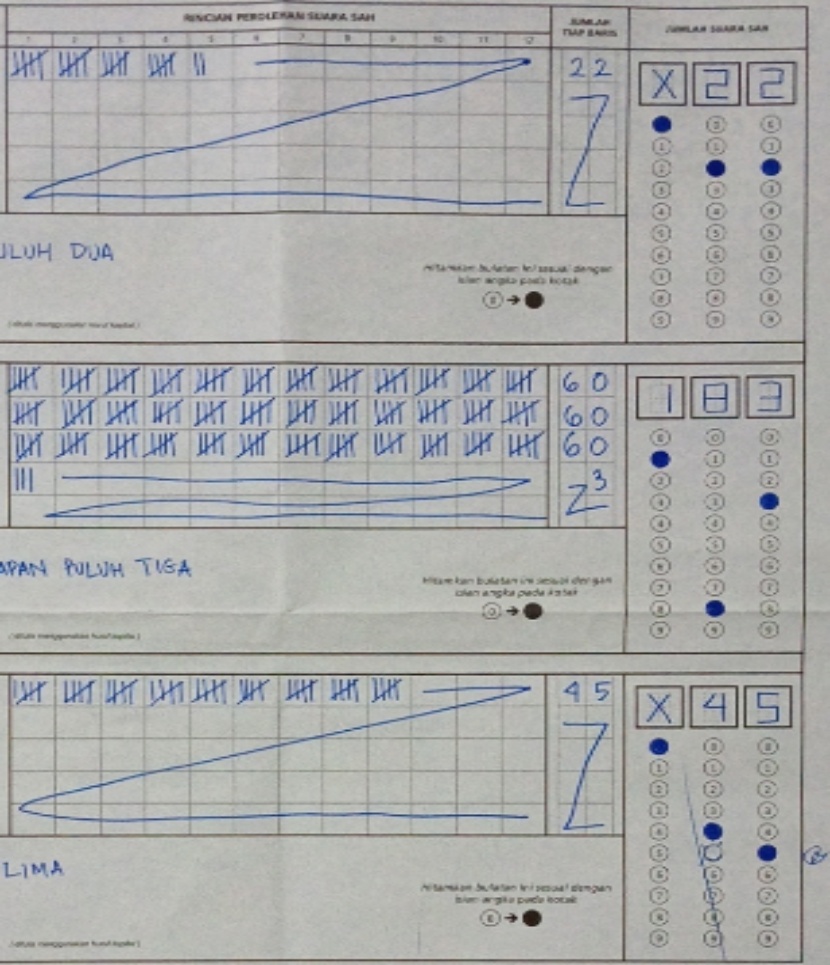 RINCIAN PEROLEHAN SUARA SAH
JUMLAH TIAP BARIS
JUMLAH SUARA SAH
1 2 3 4 5 6 7 8 9 10 11 12
22
X 2 2
ULUH DUA
Hitamkan bulatan ini sesuai dengan
isian angka pada kotak
(ditulis menggunakan huruf kapital)
60
60
60
3
1 8 3
APAN PULUH TIGA
Hitamkan bulatan ini sesuai dengan
isian angka pada kotak
(ditulis menggunakan huruf kapital)
45
X 4 5
LIMA
Hitamkan bulatan ini sesuai dengan
isian angka pada kotak
(ditulis menggunakan huruf kapital)